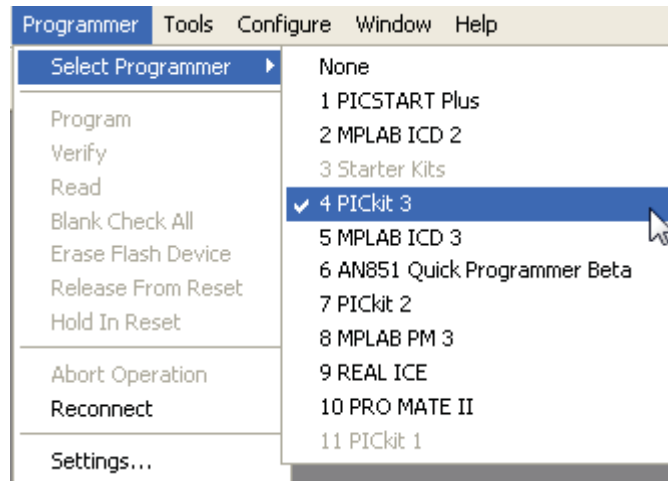 Programmer Tools Configure Window Help
Select Programmer
Program
Verify
Read
Blank Check All
Erase Flash Device
Release From Reset
Hold In Reset
Abort Operation
Reconnect
Settings...
None
1 PICSTART Plus
2 MPLAB ICD 2
3 Starter Kits
4 PICkit 3
5 MPLAB ICD 3
6 AN851 Quick Programmer Beta
7 PICkit 2
8 MPLAB PM 3
9 REAL ICE
10 PRO MATE II
11 PICkit 1